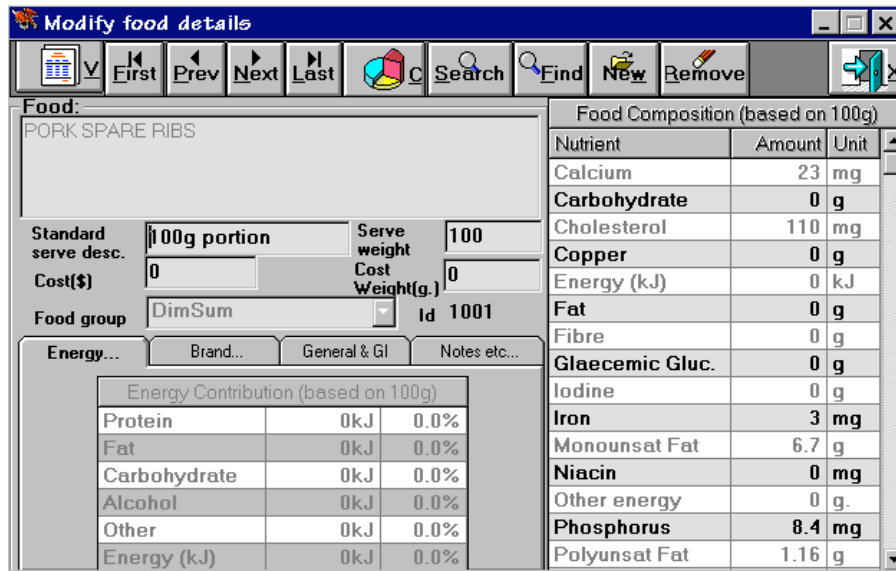 Modify food details
V First Prev Next Last C Search Find New Remove
Food:
PORK SPARE RIBS
Standard serve desc. 100g portion Serve weight 100
Cost($) 0 Cost Weight(g.) 0
Food group DimSum Id 1001
Energy... Brand... General & GI Notes etc...
Energy Contribution (based on 100g)
Protein 0kJ 0.0%
Fat 0kJ 0.0%
Carbohydrate 0kJ 0.0%
Alcohol 0kJ 0.0%
Other 0kJ 0.0%
Energy (kJ) 0kJ 0.0%
Food Composition (based on 100g)
Nutrient Amount Unit
Calcium 23 mg
Carbohydrate 0 g
Cholesterol 110 mg
Copper 0 g
Energy (kJ) 0 kJ
Fat 0 g
Fibre 0 g
Glaecemic Gluc. 0 g
Iodine 0 g
Iron 3 mg
Monounsat Fat 6.7 g
Niacin 0 mg
Other energy 0 g.
Phosphorus 8.4 mg
Polyunsat Fat 1.16 g